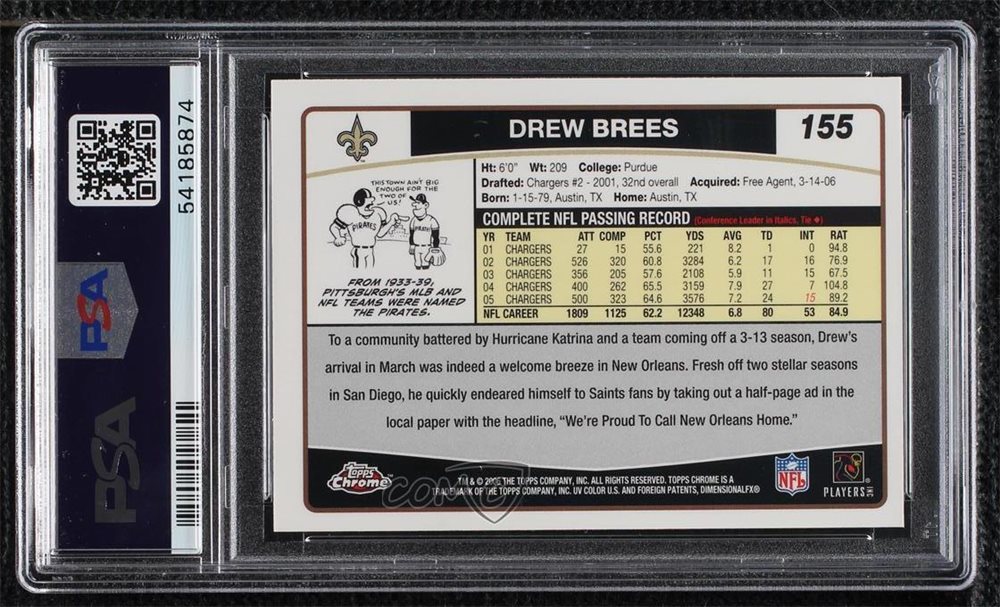 54185874
PSA
PSA
DREW BREES
155
Ht: 6'0" Wt: 209 College: Purdue
Drafted: Chargers #2 - 2001, 32nd overall Acquired: Free Agent, 3-14-06
Born: 1-15-79, Austin, TX Home: Austin, TX
THIS TOWN AIN'T BIG
ENOUGH FOR THE
TWO OF
US!
PIRATES
PIRATES
FROM 1933-39,
PITTSBURGH'S MLB AND
NFL TEAMS WERE NAMED
THE PIRATES.
COMPLETE NFL PASSING RECORD (Conference Leader in Italics, Tie ♦)
YR TEAM ATT COMP PCT YDS AVG TD INT RAT
01 CHARGERS 27 15 55.6 221 8.2 1 0 94.8
02 CHARGERS 526 320 60.8 3284 6.2 17 16 76.9
03 CHARGERS 356 205 57.6 2108 5.9 11 15 67.5
04 CHARGERS 400 262 65.5 3159 7.9 27 7 104.8
05 CHARGERS 500 323 64.6 3576 7.2 24 15 89.2
NFL CAREER 1809 1125 62.2 12348 6.8 80 53 84.9
To a community battered by Hurricane Katrina and a team coming off a 3-13 season, Drew's
arrival in March was indeed a welcome breeze in New Orleans. Fresh off two stellar seasons
in San Diego, he quickly endeared himself to Saints fans by taking out a half-page ad in the
local paper with the headline, "We're Proud To Call New Orleans Home."
Topps
Chrome™
TM & © 2006 THE TOPPS COMPANY, INC. ALL RIGHTS RESERVED. TOPPS CHROME IS A
TRADEMARK OF THE TOPPS COMPANY, INC. UV COLOR U.S. AND FOREIGN PATENTS, DIMENSIONALFX®
COMC
NFL
PLAYERS INC